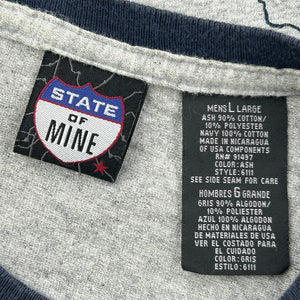 STATE
OF
MINE
MENS L LARGE
ASH 90% COTTON/
10% POLYESTER
NAVY 100% COTTON
MADE IN NICARAGUA
OF USA COMPONENTS
RN# 91497
COLOR: ASH
STYLE: 6111
SEE SIDE SEAM FOR CARE
HOMBRES G GRANDE
GRIS 90% ALGODON/
10% POLYESTER
AZUL 100% ALGODON
HECHO EN NICARAGUA
DE MATERIALES DE USA
VER EL COSTADO PARA
EL CUIDADO
COLOR: GRIS
ESTILO: 6111